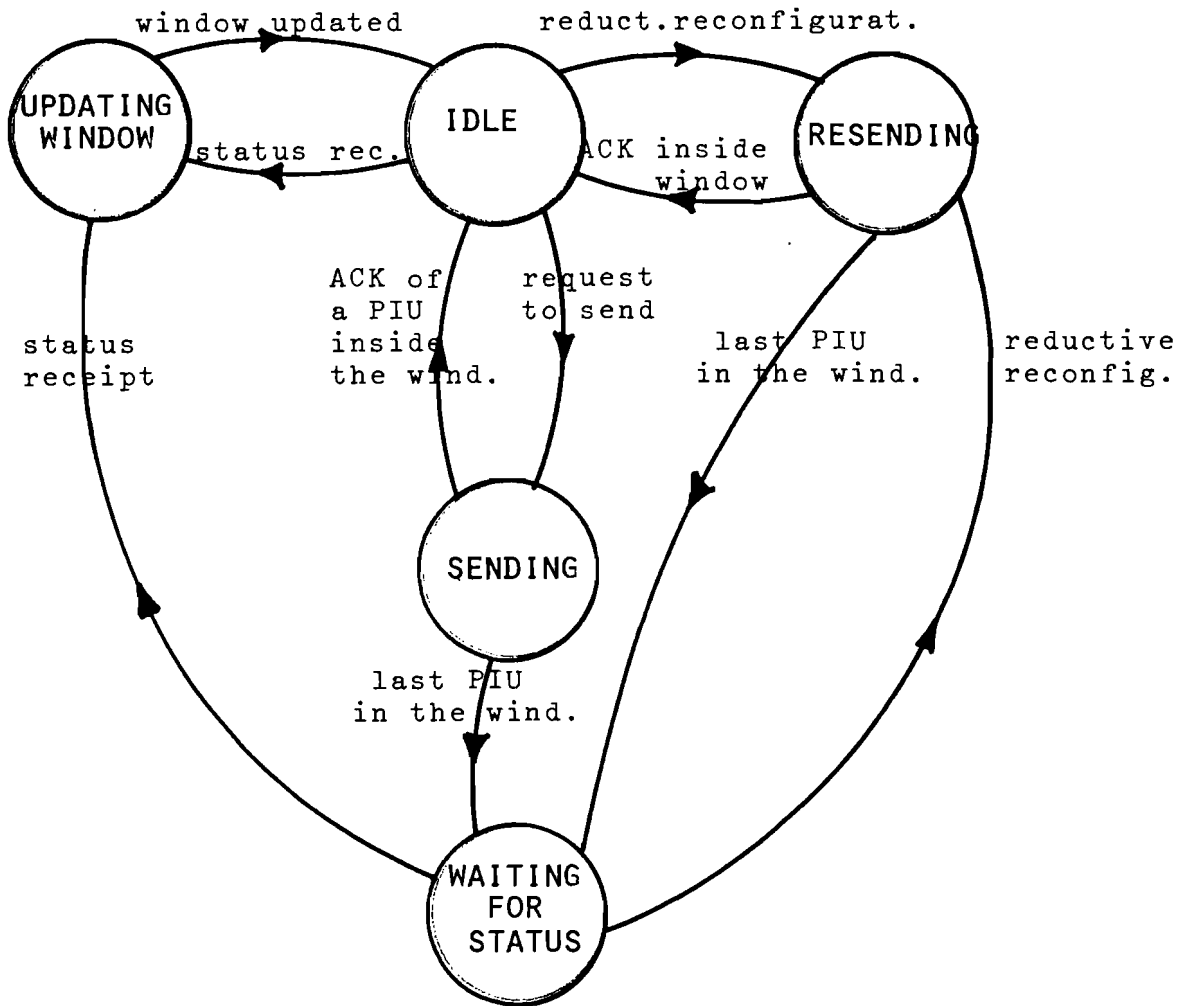 window updated
reduct.reconfigurat.
UPDATING
WINDOW
IDLE
RESENDING
status rec.
ACK inside
window
ACK of
a PIU
inside
the wind.
request
to send
status
receipt
last PIU
in the wind.
reductive
reconfig.
SENDING
last PIU
in the wind.
WAITING
FOR
STATUS